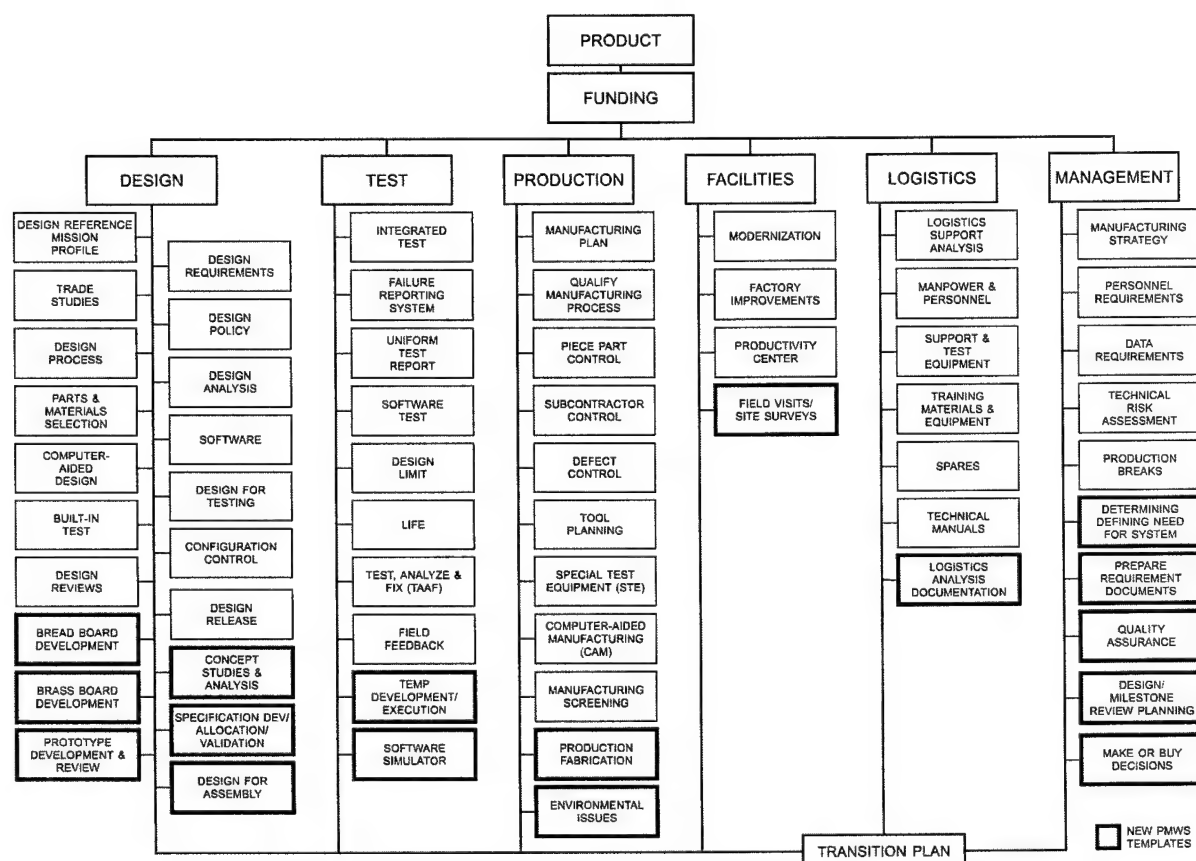 PRODUCT
FUNDING
DESIGN
TEST
PRODUCTION
FACILITIES
LOGISTICS
MANAGEMENT
DESIGN REFERENCE
MISSION
PROFILE
TRADE
STUDIES
DESIGN
PROCESS
PARTS &
MATERIALS
SELECTION
COMPUTER-
AIDED
DESIGN
BUILT-IN
TEST
DESIGN
REVIEWS
BREAD BOARD
DEVELOPMENT
BRASS BOARD
DEVELOPMENT
PROTOTYPE
DEVELOPMENT &
REVIEW
DESIGN
REQUIREMENTS
DESIGN
POLICY
DESIGN
ANALYSIS
SOFTWARE
DESIGN FOR
TESTING
CONFIGURATION
CONTROL
DESIGN
RELEASE
CONCEPT
STUDIES &
ANALYSIS
SPECIFICATION DEV/
ALLOCATION/
VALIDATION
DESIGN FOR
ASSEMBLY
INTEGRATED
TEST
FAILURE
REPORTING
SYSTEM
UNIFORM
TEST
REPORT
SOFTWARE
TEST
DESIGN
LIMIT
LIFE
TEST, ANALYZE &
FIX (TAAF)
FIELD
FEEDBACK
TEMP
DEVELOPMENT/
EXECUTION
SOFTWARE
SIMULATOR
MANUFACTURING
PLAN
QUALIFY
MANUFACTURING
PROCESS
PIECE PART
CONTROL
SUBCONTRACTOR
CONTROL
DEFECT
CONTROL
TOOL
PLANNING
SPECIAL TEST
EQUIPMENT (STE)
COMPUTER-AIDED
MANUFACTURING
(CAM)
MANUFACTURING
SCREENING
PRODUCTION
FABRICATION
ENVIRONMENTAL
ISSUES
MODERNIZATION
FACTORY
IMPROVEMENTS
PRODUCTIVITY
CENTER
FIELD VISITS/
SITE SURVEYS
LOGISTICS
SUPPORT
ANALYSIS
MANPOWER &
PERSONNEL
SUPPORT &
TEST
EQUIPMENT
TRAINING
MATERIALS &
EQUIPMENT
SPARES
TECHNICAL
MANUALS
LOGISTICS
ANALYSIS
DOCUMENTATION
MANUFACTURING
STRATEGY
PERSONNEL
REQUIREMENTS
DATA
REQUIREMENTS
TECHNICAL
RISK
ASSESSMENT
PRODUCTION
BREAKS
DETERMINING
DEFINING NEED
FOR SYSTEM
PREPARE
REQUIREMENT
DOCUMENTS
QUALITY
ASSURANCE
DESIGN/
MILESTONE
REVIEW PLANNING
MAKE OR BUY
DECISIONS
TRANSITION PLAN
NEW PMWS
TEMPLATES